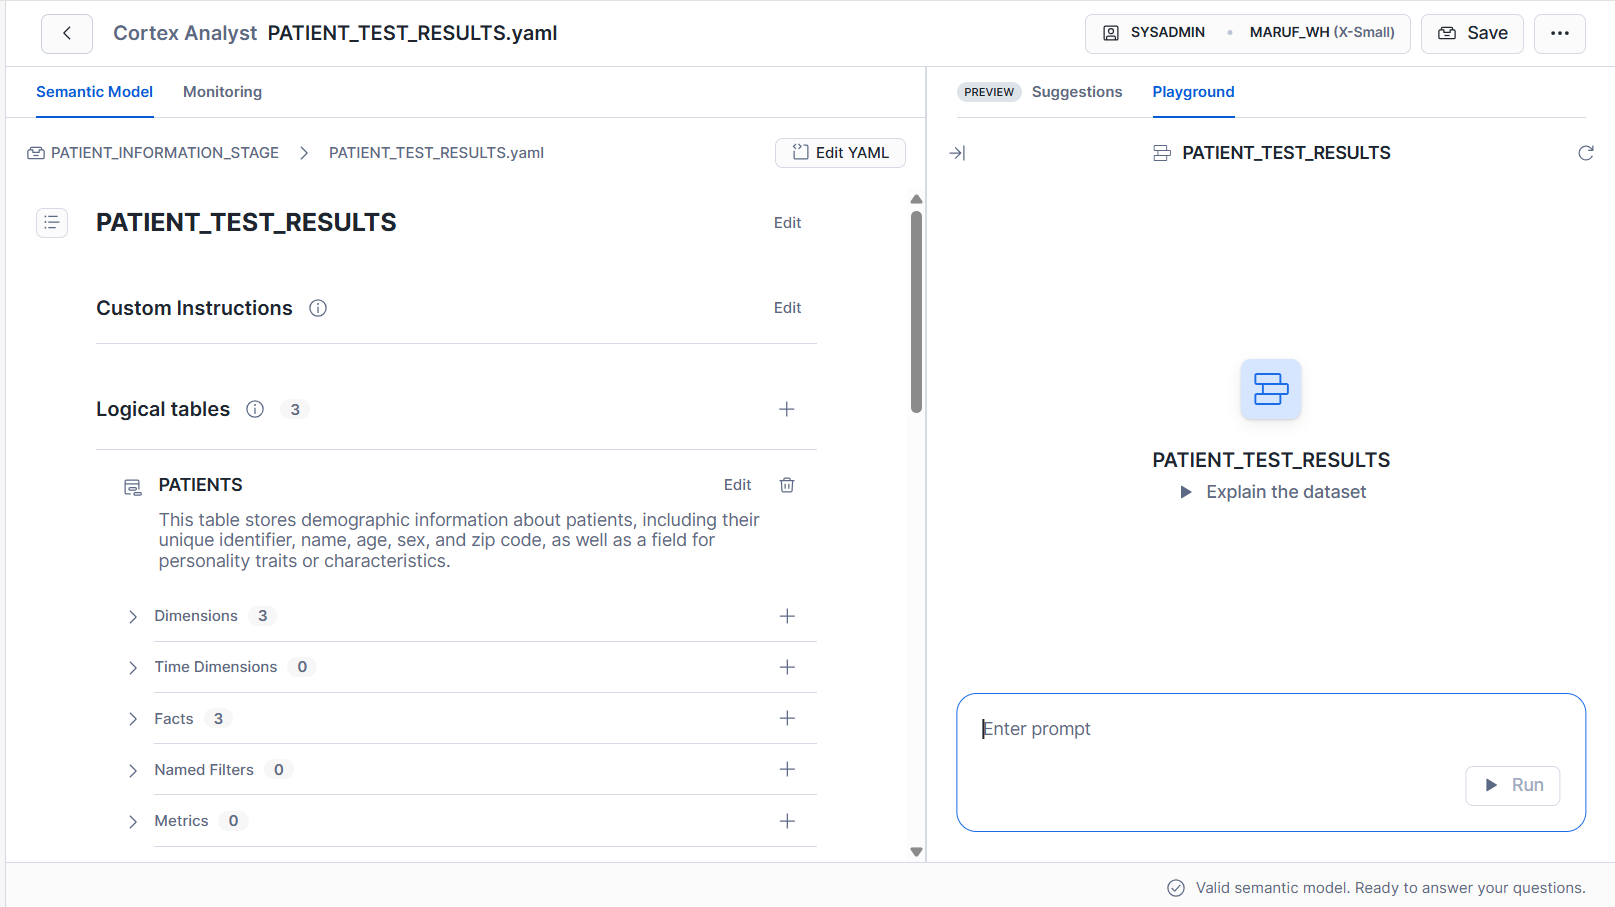 Cortex Analyst PATIENT_TEST_RESULTS.yaml
SYSADMIN • MARUF_WH (X-Small)
Save
Semantic Model
Monitoring
PREVIEW Suggestions
Playground
PATIENT_INFORMATION_STAGE
PATIENT_TEST_RESULTS.yaml
Edit YAML
PATIENT_TEST_RESULTS
PATIENT_TEST_RESULTS
Edit
Custom Instructions
Edit
Logical tables 3
PATIENTS
Edit
This table stores demographic information about patients, including their
unique identifier, name, age, sex, and zip code, as well as a field for
personality traits or characteristics.
Dimensions 3
Time Dimensions 0
Facts 3
Named Filters 0
Metrics 0
PATIENT_TEST_RESULTS
Explain the dataset
Enter prompt
Run
Valid semantic model. Ready to answer your questions.